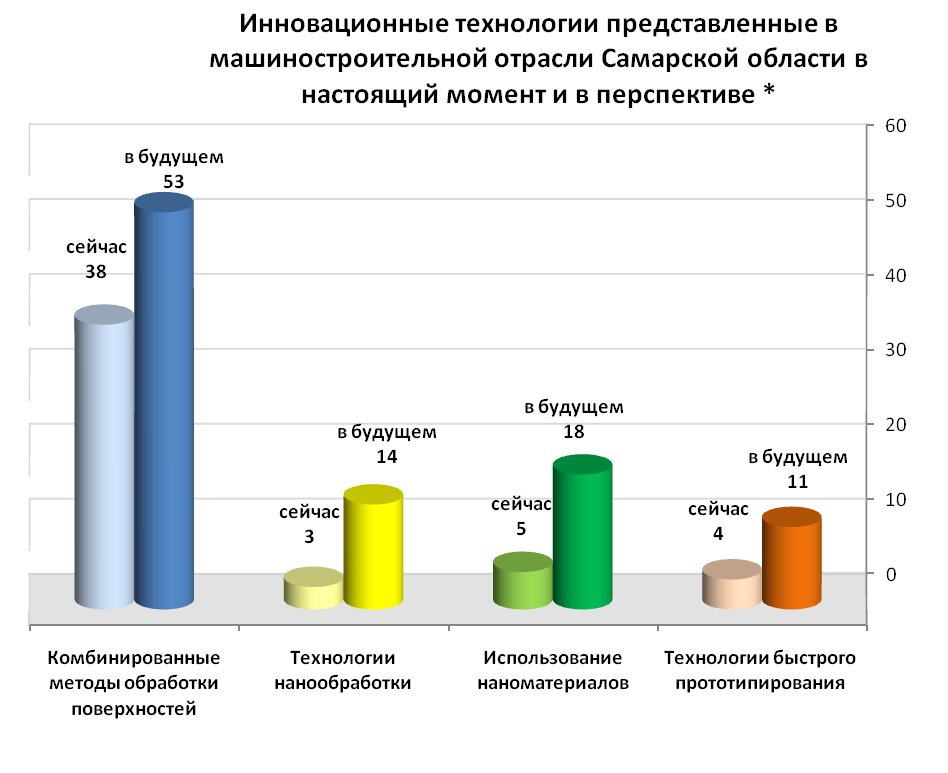 Инновационные технологии представленные в
машиностроительной отрасли Самарской области в
настоящий момент и в перспективе *
60
50
40
30
20
10
0
сейчас
38
в будущем
53
сейчас
3
в будущем
14
сейчас
5
в будущем
18
сейчас
4
в будущем
11
Комбинированные
методы обработки
поверхностей
Технологии
нанообработки
Использование
наноматериалов
Технологии быстрого
прототипирования